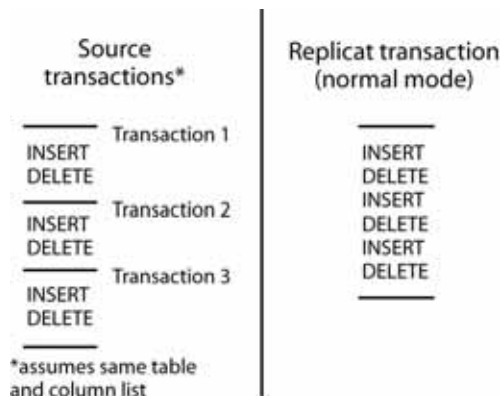 Source
transactions*
Transaction 1
INSERT
DELETE
Transaction 2
INSERT
DELETE
Transaction 3
INSERT
DELETE
*assumes same table
and column list
Replicat transaction
(normal mode)
INSERT
DELETE
INSERT
DELETE
INSERT
DELETE